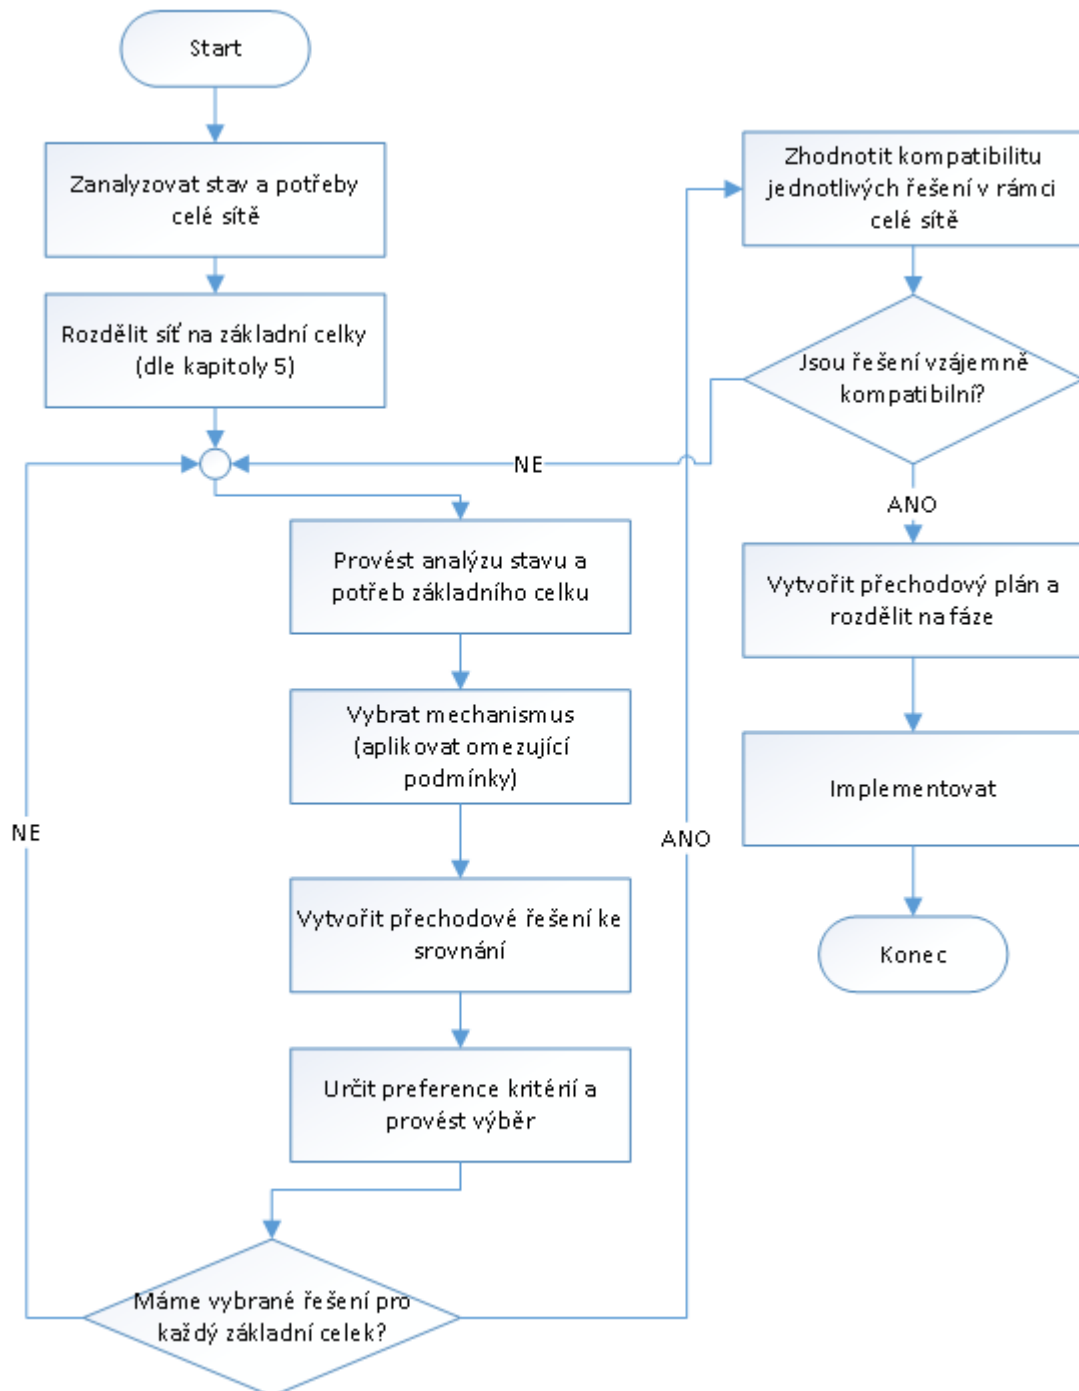 Start
Zanalyzovat stav a potřeby
celé sítě
Rozdělit síť na základní celky
(dle kapitoly 5)
Provést analýzu stavu a
potřeb základního celku
Vybrat mechanismus
(aplikovat omezující
podmínky)
Vytvořit přechodové řešení ke
srovnání
Určit preference kritérií a
provést výběr
Máme vybrané řešení pro
každý základní celek?
NE
ANO
Zhodnotit kompatibilitu
jednotlivých řešení v rámci
celé sítě
Jsou řešení vzájemně
kompatibilní?
NE
ANO
Vytvořit přechodový plán a
rozdělit na fáze
Implementovat
Konec